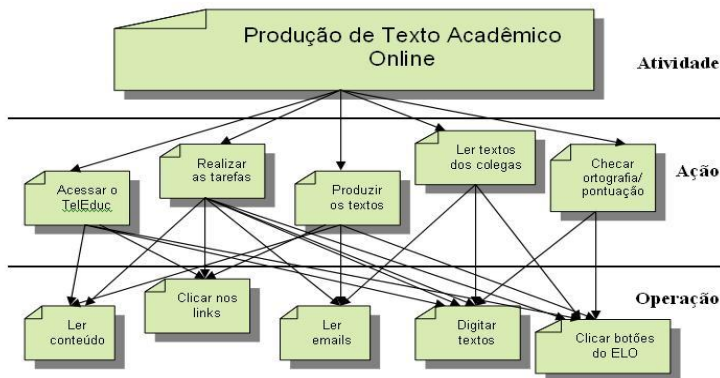 Produção de Texto Acadêmico
Online
Atividade
Acessar o
TelEduc
Realizar
as tarefas
Produzir
os textos
Ler textos
dos colegas
Checar
ortografia/
pontuação
Ação
Operação
Ler
conteúdo
Clicar nos
links
Ler
emails
Digitar
textos
Clicar botões
do ELO